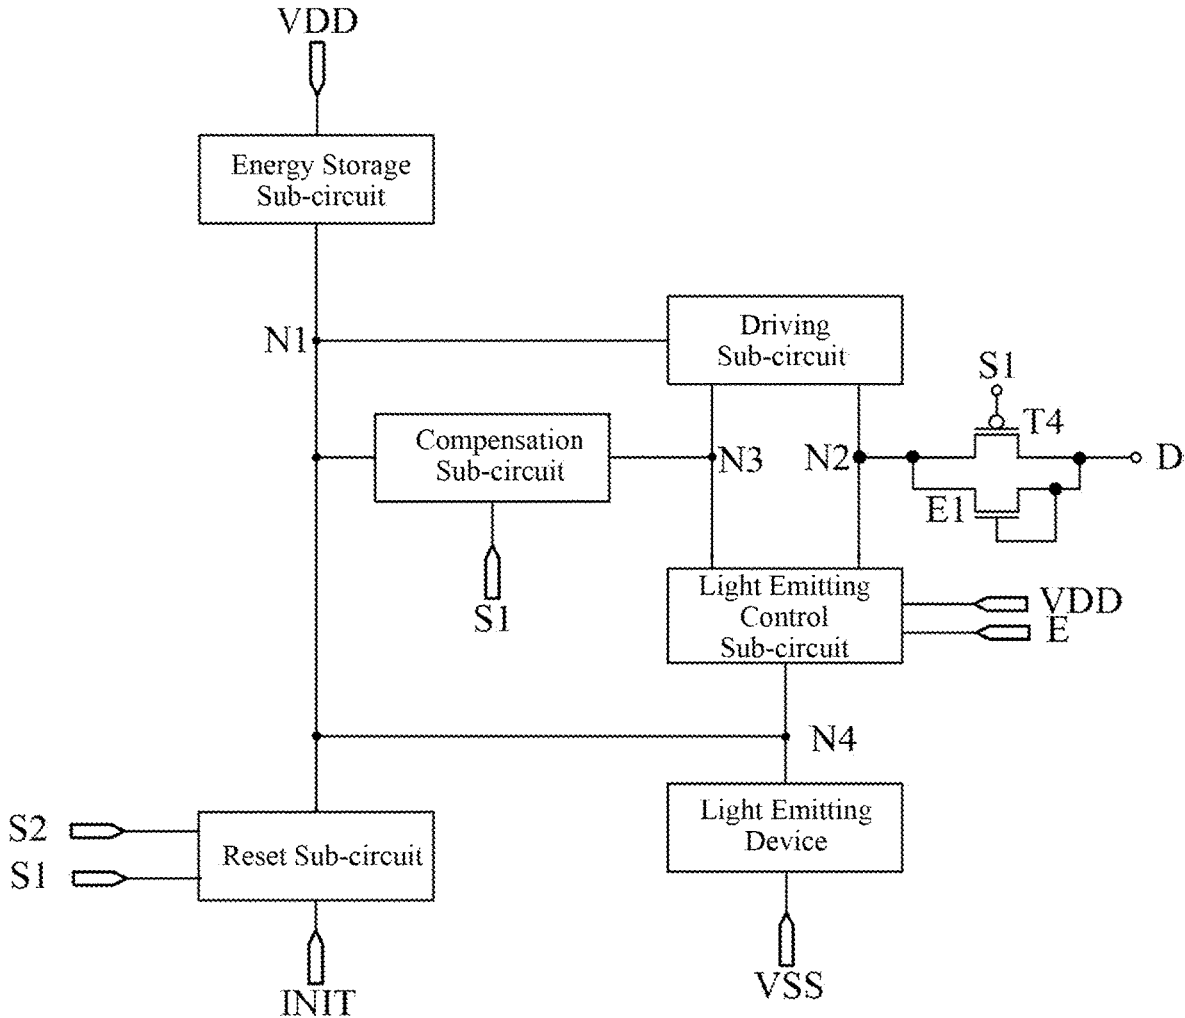 VDD
Energy Storage
Sub-circuit
N1
Driving
Sub-circuit
S1
T4
Compensation
Sub-circuit
N3
N2
D
E1
S1
Light Emitting
Control
Sub-circuit
VDD
E
N4
S2
S1
Reset Sub-circuit
Light Emitting
Device
INIT
VSS